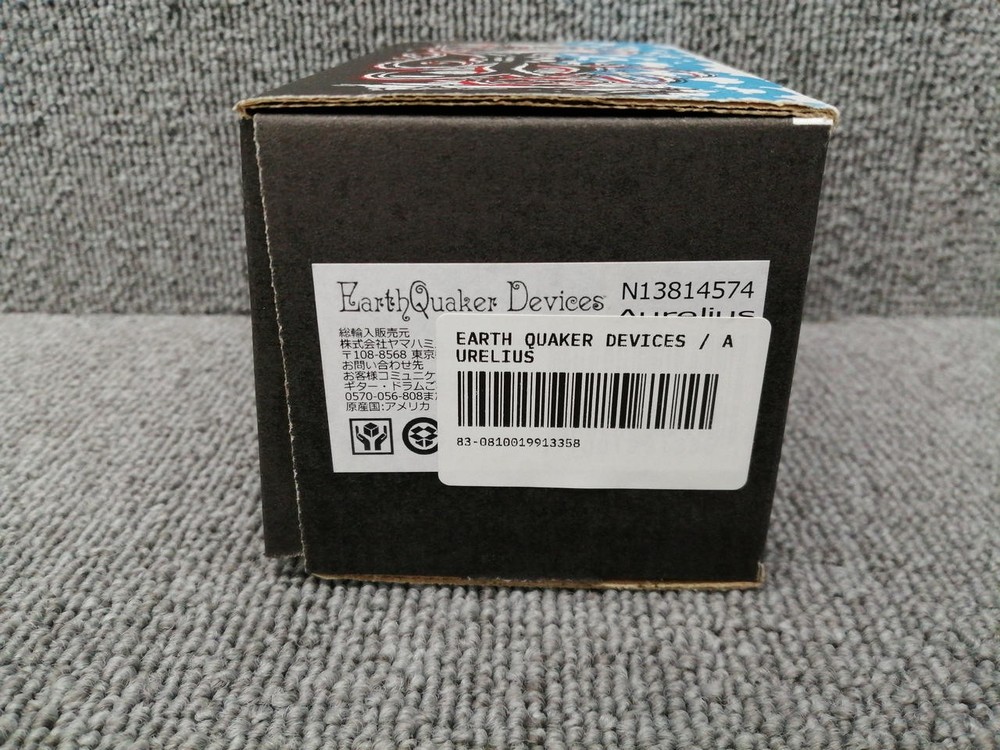 EarthQuaker Devices
N13814574
Aurelius
総輸入販売元
株式会社ヤマハミ
〒108-8568 東京
お問い合わせ先
お客様コミュニケ
ギター・ドラムご
0570-056-808ま
原産国:アメリカ
EARTH QUAKER DEVICES / A
URELIUS
83-0810019913358